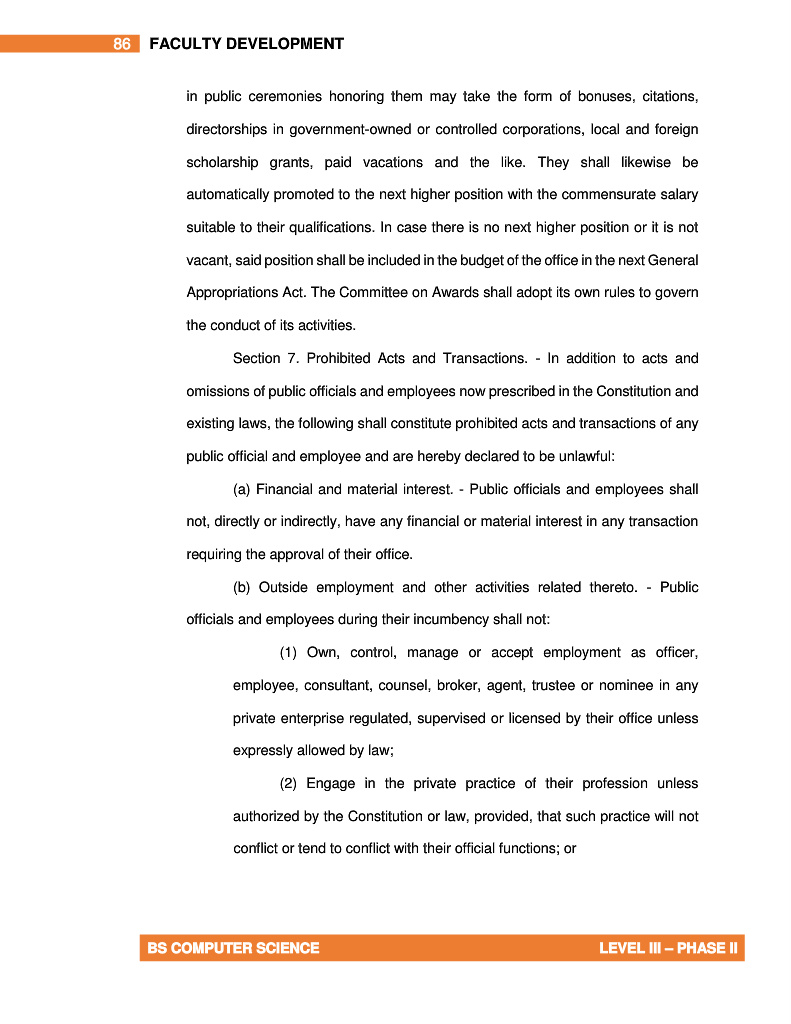 86 FACULTY DEVELOPMENT
in public ceremonies honoring them may take the form of bonuses, citations,
directorships in government-owned or controlled corporations, local and foreign
scholarship grants, paid vacations and the like. They shall likewise be
automatically promoted to the next higher position with the commensurate salary
suitable to their qualifications. In case there is no next higher position or it is not
vacant, said position shall be included in the budget of the office in the next General
Appropriations Act. The Committee on Awards shall adopt its own rules to govern
the conduct of its activities.
Section 7. Prohibited Acts and Transactions. - In addition to acts and
omissions of public officials and employees now prescribed in the Constitution and
existing laws, the following shall constitute prohibited acts and transactions of any
public official and employee and are hereby declared to be unlawful:
(a) Financial and material interest. - Public officials and employees shall
not, directly or indirectly, have any financial or material interest in any transaction
requiring the approval of their office.
(b) Outside employment and other activities related thereto. - Public
officials and employees during their incumbency shall not:
(1) Own, control, manage or accept employment as officer,
employee, consultant, counsel, broker, agent, trustee or nominee in any
private enterprise regulated, supervised or licensed by their office unless
expressly allowed by law;
(2) Engage in the private practice of their profession unless
authorized by the Constitution or law, provided, that such practice will not
conflict or tend to conflict with their official functions; or
BS COMPUTER SCIENCE LEVEL III – PHASE II